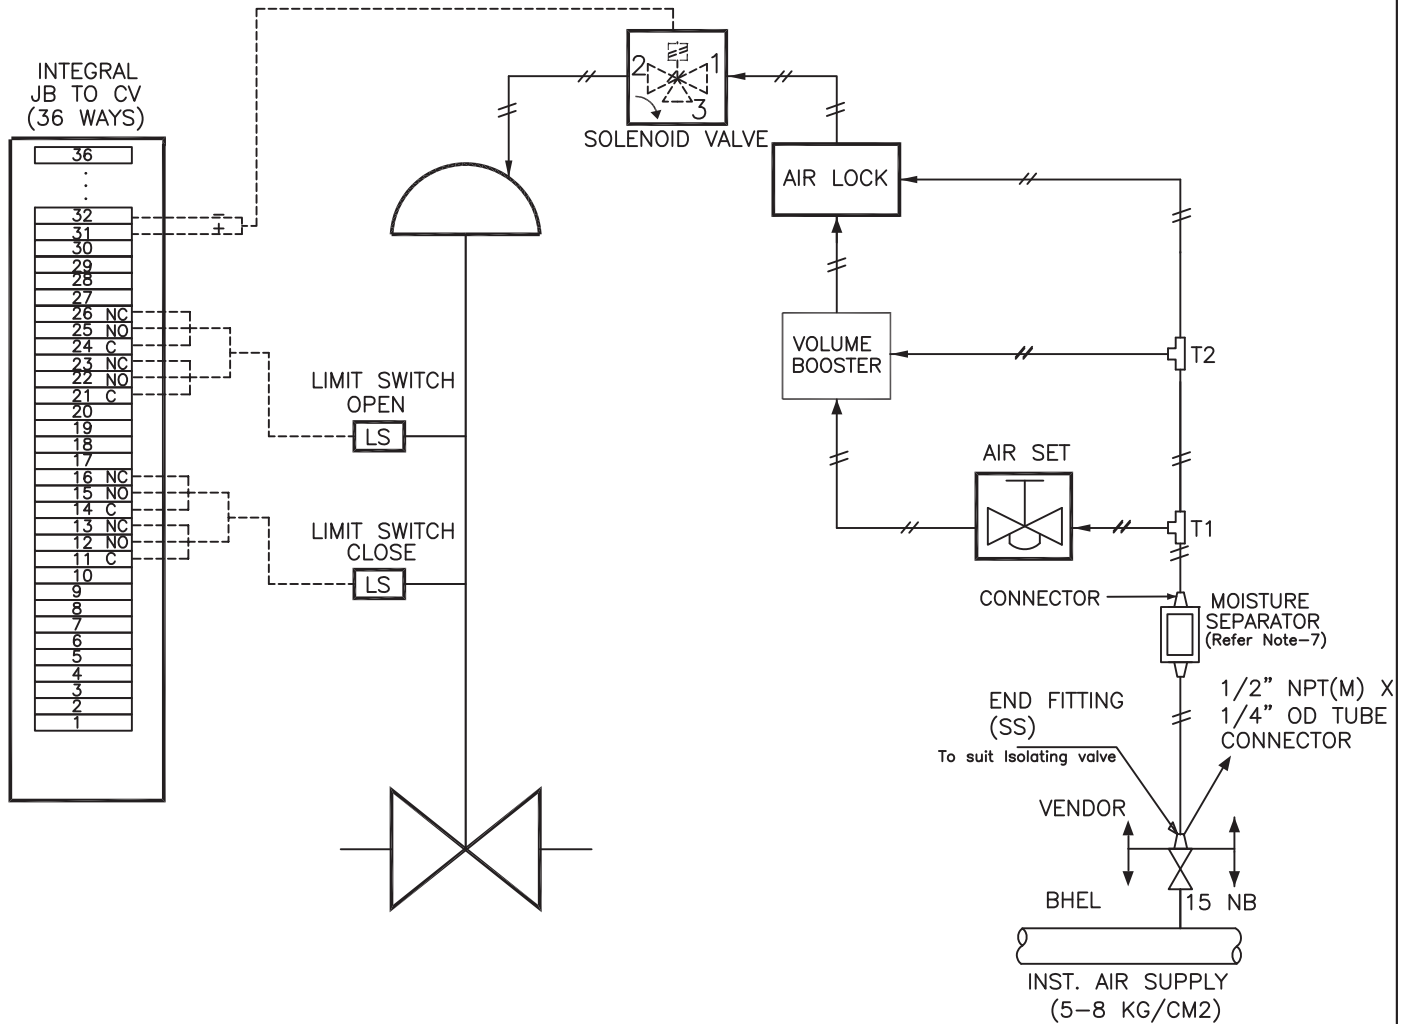 INTEGRAL
JB TO CV
(36 WAYS)
36
32 −
31 +
30
29
28
27
26 NC
25 NO
24 C
23 NC
22 NO
21 C
20
19
18
17
16 NC
15 NO
14 C
13 NC
12 NO
11 C
10
9
8
7
6
5
4
3
2
1
2 1
3
SOLENOID VALVE
AIR LOCK
VOLUME
BOOSTER
T2
LIMIT SWITCH
OPEN
LS
AIR SET
T1
LIMIT SWITCH
CLOSE
LS
CONNECTOR
MOISTURE
SEPARATOR
(Refer Note-7)
END FITTING
(SS)
To suit Isolating valve
1/2" NPT(M) X
1/4" OD TUBE
CONNECTOR
VENDOR
BHEL
15 NB
INST. AIR SUPPLY
(5-8 KG/CM2)